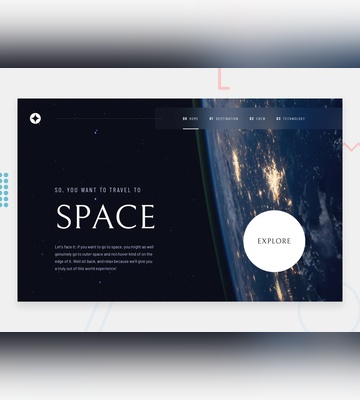 00 HOME 01 DESTINATION 02 CREW 03 TECHNOLOGY
SO, YOU WANT TO TRAVEL TO
SPACE
Let's face it; if you want to go to space, you might as well
genuinely go to outer space and not hover kind of on the
edge of it. Well sit back, and relax because we'll give you
a truly out of this world experience!
EXPLORE